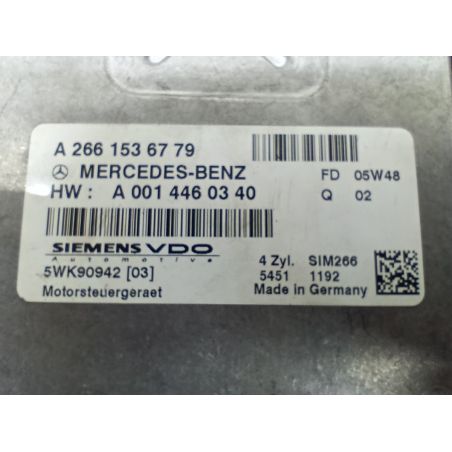 A 266 153 67 79
MERCEDES-BENZ
FD 05W48
HW : A 001 446 03 40
Q 02
SIEMENS VDO
Automotive
4 Zyl. SIM266
5WK90942 [03]
5451 1192
Motorsteuergeraet
Made in Germany